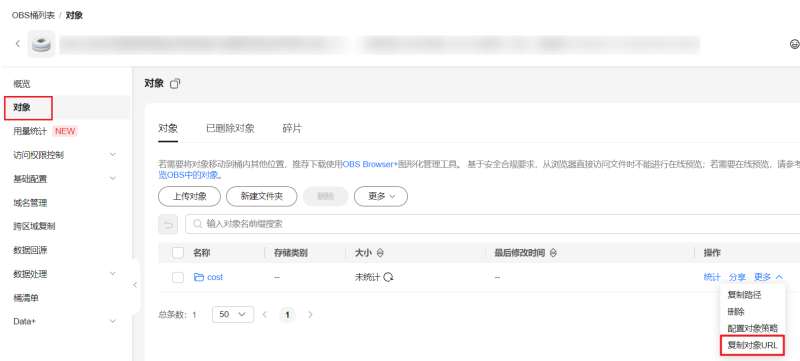 OBS桶列表 / 对象
概览
对象
用量统计 NEW
访问权限控制
基础配置
域名管理
跨区域复制
数据回源
数据处理
桶清单
Data+
对象
对象 已删除对象 碎片
若需要将对象移动到桶内其他位置，推荐下载使用OBS Browser+图形化管理工具。 基于安全合规要求，从浏览器直接访问文件时不能进行在线预览；若需要在线预览，请参考
览OBS中的对象。
上传对象 新建文件夹 删除 更多
输入对象名前缀搜索
名称 存储类别 大小 最后修改时间 操作
cost -- 未统计 -- 统计 分享 更多
复制路径
删除
配置对象策略
复制对象URL
总条数：1 50 1